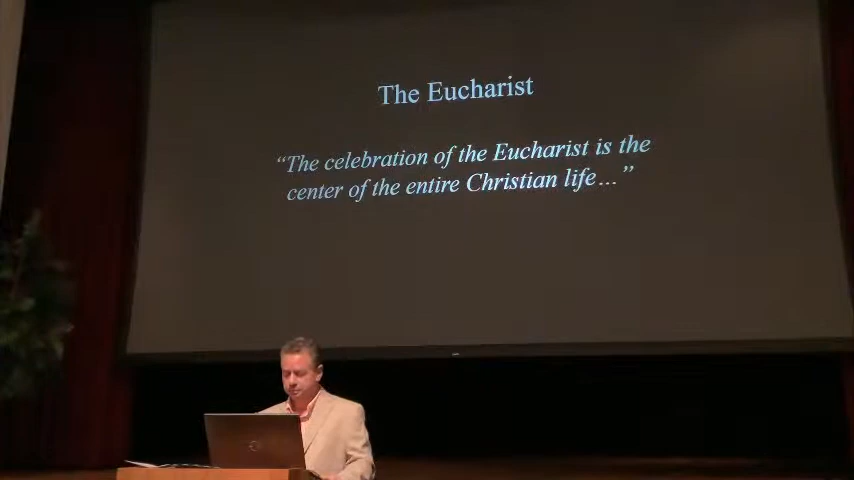 The Eucharist
“The celebration of the Eucharist is the
center of the entire Christian life…”